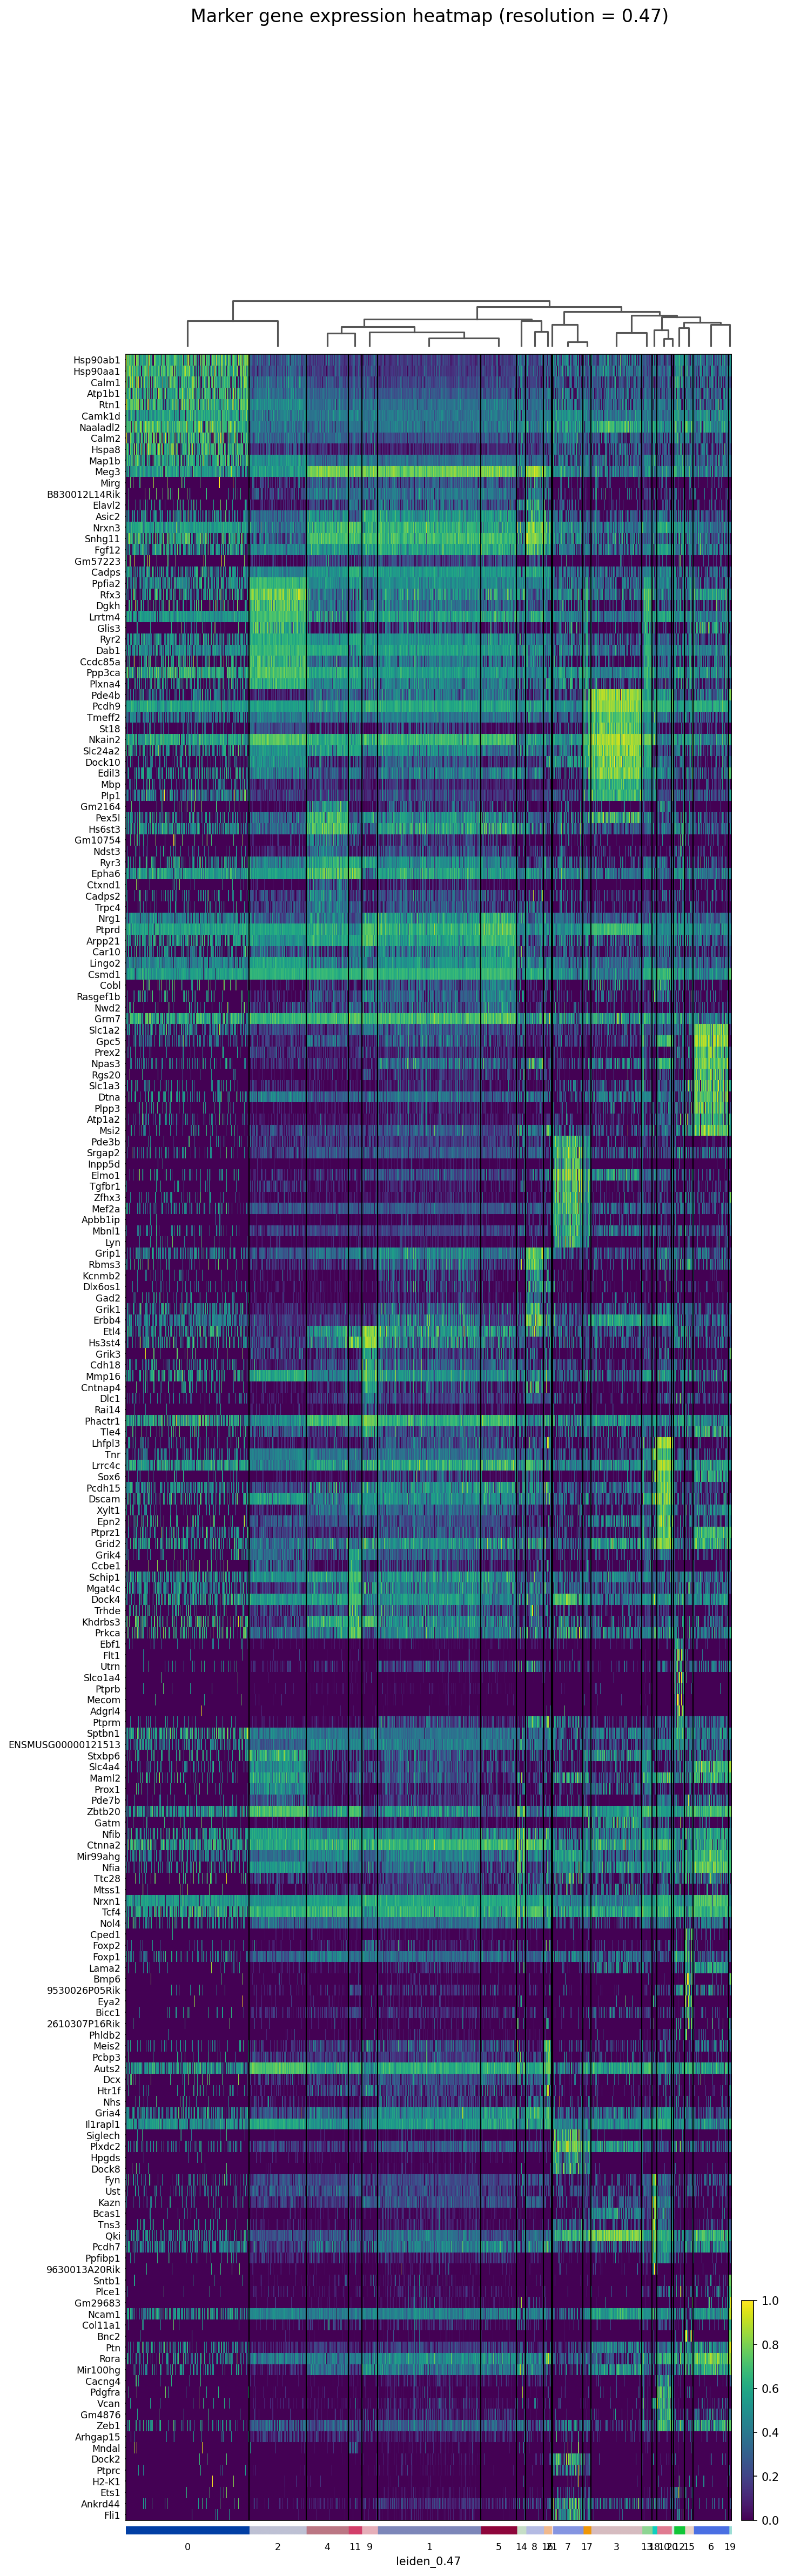 Marker gene expression heatmap (resolution = 0.47)
Hsp90ab1
Hsp90aa1
Calm1
Atp1b1
Rtn1
Camk1d
Naaladl2
Calm2
Hspa8
Map1b
Meg3
Mirg
B830012L14Rik
Elavl2
Asic2
Nrxn3
Snhg11
Fgf12
Gm57223
Cadps
Ppfia2
Rfx3
Dgkh
Lrrtm4
Glis3
Ryr2
Dab1
Ccdc85a
Ppp3ca
Plxna4
Pde4b
Pcdh9
Tmeff2
St18
Nkain2
Slc24a2
Dock10
Edil3
Mbp
Plp1
Gm2164
Pex5l
Hs6st3
Gm10754
Ndst3
Ryr3
Epha6
Ctxnd1
Cadps2
Trpc4
Nrg1
Ptprd
Arpp21
Car10
Lingo2
Csmd1
Cobl
Rasgef1b
Nwd2
Grm7
Slc1a2
Gpc5
Prex2
Npas3
Rgs20
Slc1a3
Dtna
Plpp3
Atp1a2
Msi2
Pde3b
Srgap2
Inpp5d
Elmo1
Tgfbr1
Zfhx3
Mef2a
Apbb1ip
Mbnl1
Lyn
Grip1
Rbms3
Kcnmb2
Dlx6os1
Gad2
Grik1
Erbb4
Etl4
Hs3st4
Grik3
Cdh18
Mmp16
Cntnap4
Dlc1
Rai14
Phactr1
Tle4
Lhfpl3
Tnr
Lrrc4c
Sox6
Pcdh15
Dscam
Xylt1
Epn2
Ptprz1
Grid2
Grik4
Ccbe1
Schip1
Mgat4c
Dock4
Trhde
Khdrbs3
Prkca
Ebf1
Flt1
Utrn
Slco1a4
Ptprb
Mecom
Adgrl4
Ptprm
Sptbn1
ENSMUSG00000121513
Stxbp6
Slc4a4
Maml2
Prox1
Pde7b
Zbtb20
Gatm
Nfib
Ctnna2
Mir99ahg
Nfia
Ttc28
Mtss1
Nrxn1
Tcf4
Nol4
Cped1
Foxp2
Foxp1
Lama2
Bmp6
9530026P05Rik
Eya2
Bicc1
2610307P16Rik
Phldb2
Meis2
Pcbp3
Auts2
Dcx
Htr1f
Nhs
Gria4
Il1rapl1
Siglech
Plxdc2
Hpgds
Dock8
Fyn
Ust
Kazn
Bcas1
Tns3
Qki
Pcdh7
Ppfibp1
9630013A20Rik
Sntb1
Plce1
Gm29683
Ncam1
Col11a1
Bnc2
Ptn
Rora
Mir100hg
Cacng4
Pdgfra
Vcan
Gm4876
Zeb1
Arhgap15
Mndal
Dock2
Ptprc
H2-K1
Ets1
Ankrd44
Fli1
1.0
0.8
0.6
0.4
0.2
0.0
0 2 4 11 9 1 5 14 8 7 17 3 13 18 10 12 15 6 19
leiden_0.47